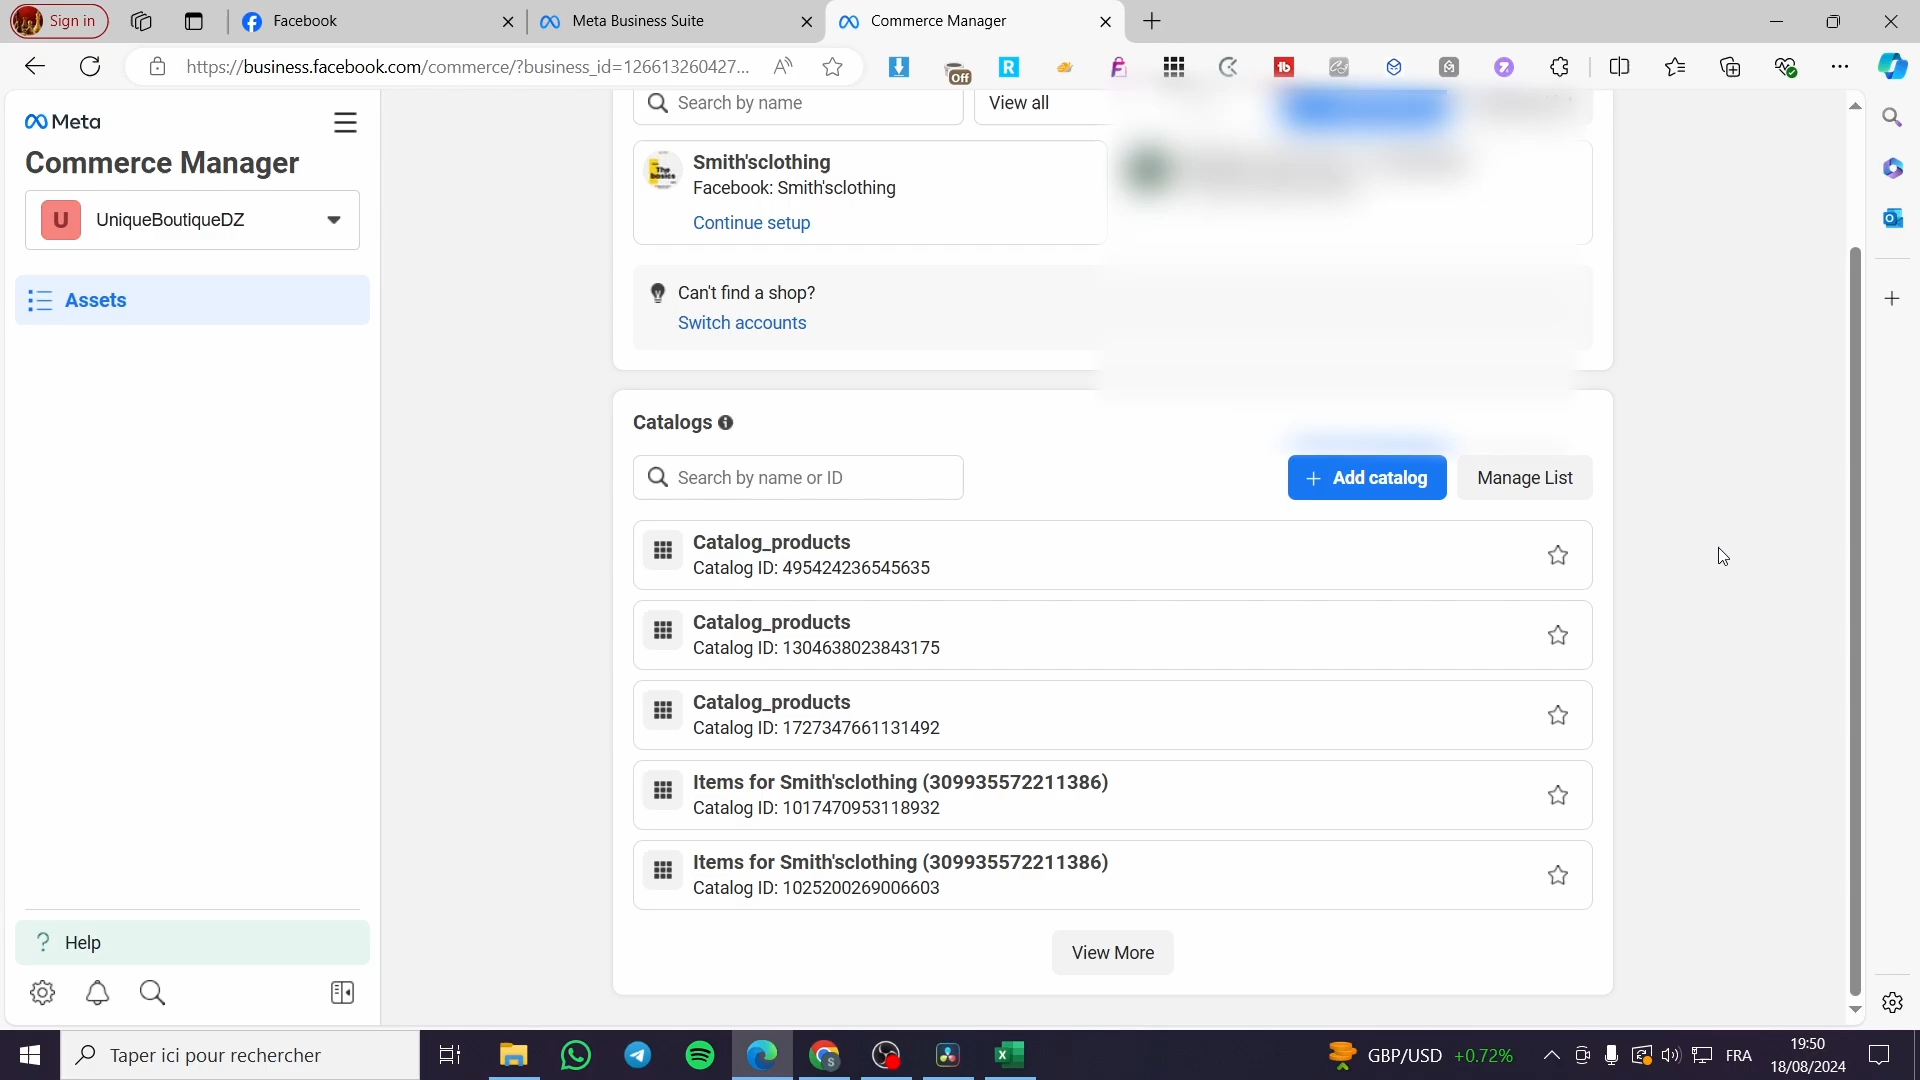 Sign in
Facebook
Meta Business Suite
Commerce Manager
https://business.facebook.com/commerce/?business_id=126613260427...
Off
Meta
Commerce Manager
U UniqueBoutiqueDZ
Assets
Search by name
View all
The basics
Smith'sclothing
Facebook: Smith'sclothing
Continue setup
Can't find a shop?
Switch accounts
Catalogs
Search by name or ID
+ Add catalog
Manage List
Catalog_products
Catalog ID: 495424236545635
Catalog_products
Catalog ID: 1304638023843175
Catalog_products
Catalog ID: 1727347661131492
Items for Smith'sclothing (309935572211386)
Catalog ID: 1017470953118932
Items for Smith'sclothing (309935572211386)
Catalog ID: 1025200269006603
View More
? Help
Taper ici pour rechercher
GBP/USD +0.72%
FRA
19:50
18/08/2024